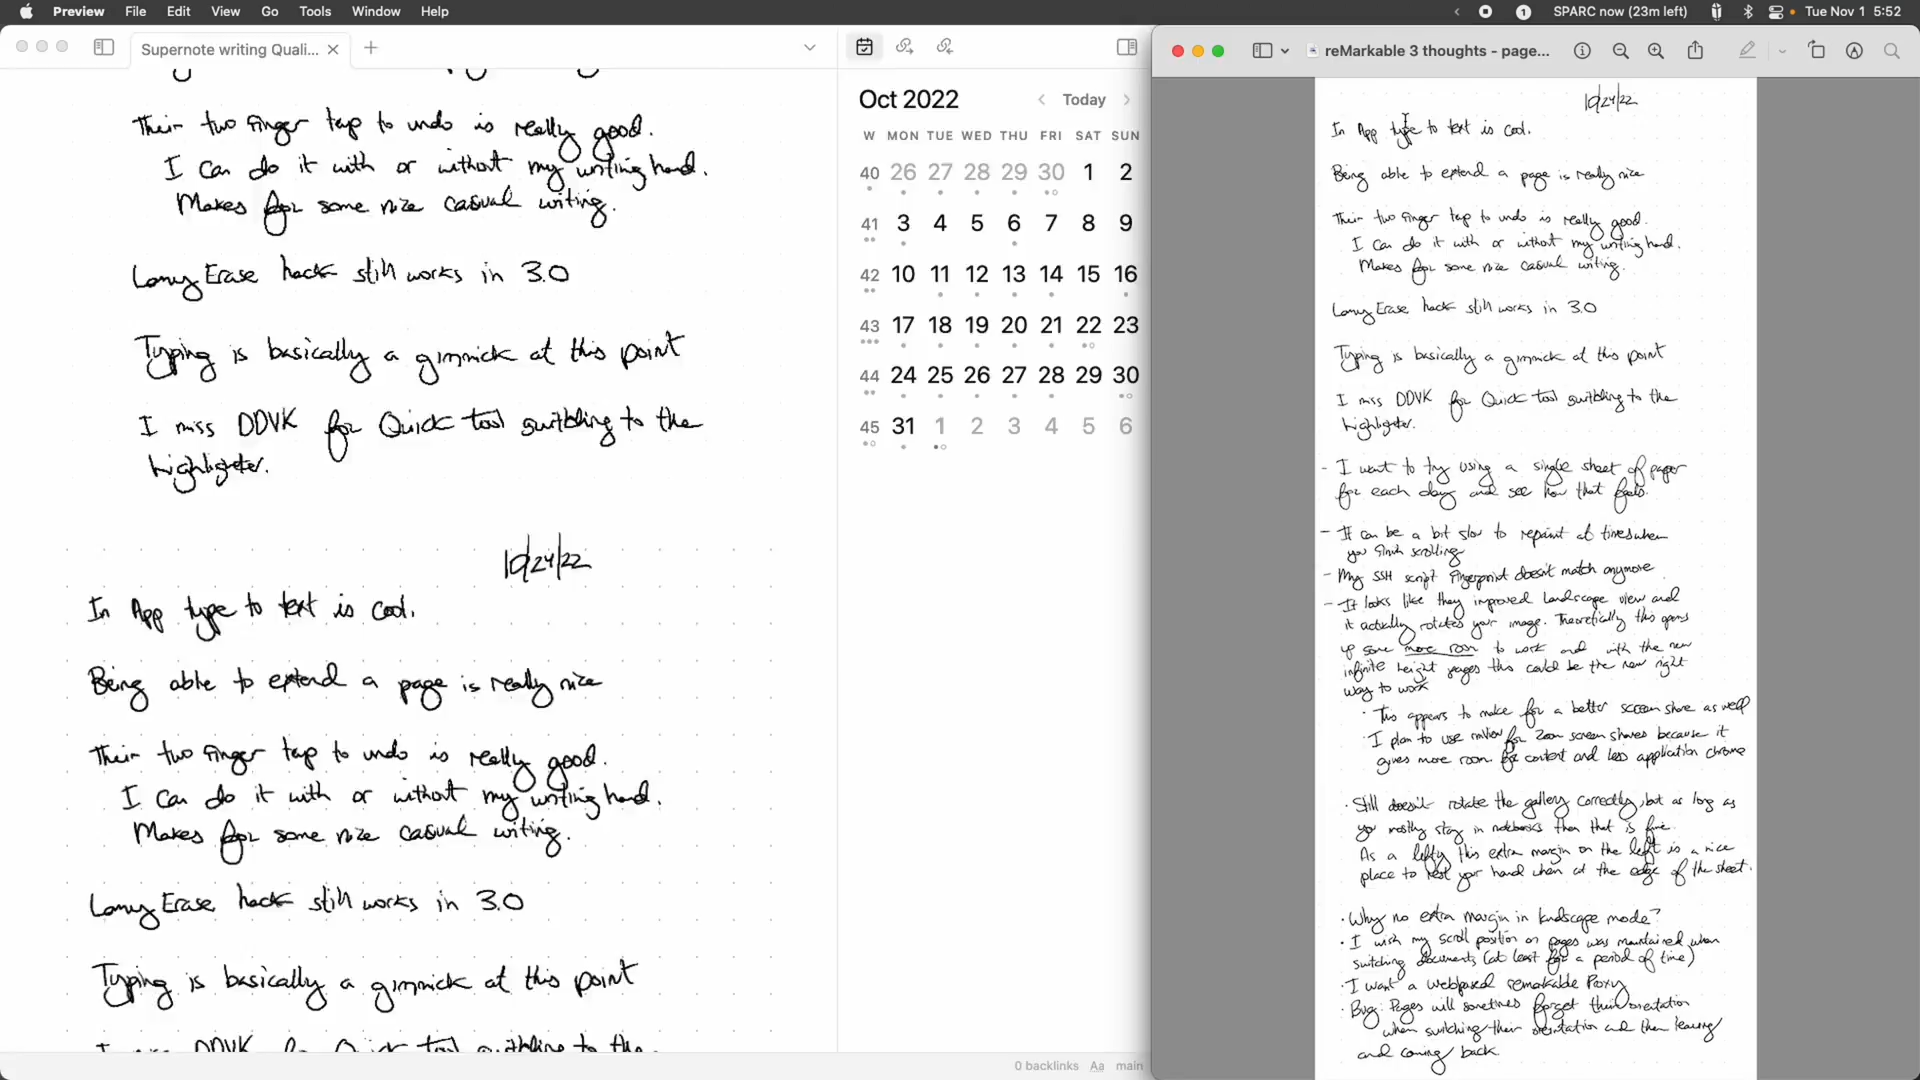 Preview File Edit View Go Tools Window Help
1 SPARC now (23m left) Tue Nov 1 5:52
Supernote writing Quali...
Their two finger tap to undo is really good.
I can do it with or without my writing hand.
Makes for some nice casual writing.
Lamy Erase hack still works in 3.0
Typing is basically a gimmick at this point
I miss DDVK for Quick tool switching to the
highlighter.
10/24/22
In App type to text is cool.
Being able to extend a page is really nice
Their two finger tap to undo is really good.
I can do it with or without my writing hand.
Makes for some nice casual writing.
Lamy Erase hack still works in 3.0
Typing is basically a gimmick at this point
I miss DDVK for Quick tool switching to the
Oct 2022 Today
W MON TUE WED THU FRI SAT SUN
40 26 27 28 29 30 1 2
41 3 4 5 6 7 8 9
42 10 11 12 13 14 15 16
43 17 18 19 20 21 22 23
44 24 25 26 27 28 29 30
45 31 1 2 3 4 5 6
0 backlinks Aa main
reMarkable 3 thoughts - page...
10/24/22
In App type to text is cool.
Being able to extend a page is really nice
Their two finger tap to undo is really good.
I can do it with or without my writing hand.
Makes for some nice casual writing.
Lamy Erase hack still works in 3.0
Typing is basically a gimmick at this point
I miss DDVK for Quick tool switching to the
highlighter.
- I want to try using a single sheet of paper
for each day and see how that feels.
- It can be a bit slow to repaint at times when
you finish scrolling
- My SSH script fingerprint doesn't match anymore
- It looks like they improved landscape view and
it actually rotates your image. Theoretically this opens
up some more room to work and with the new
infinite height pages this could be the new right
way to work
· This appears to make for a better screen share as well
· I plan to use rmview for Zoom screen shares because it
gives more room for content and less application chrome
· Still doesn't rotate the gallery correctly, but as long as
you mostly stay in notebooks then that is fine.
As a lefty this extra margin on the left is a nice
place to rest your hand when at the edge of the sheet.
· Why no extra margin in landscape mode?
· I wish my scroll position on pages was maintained when
switching documents (at least for a period of time)
· I want a webbased remarkable Proxy
· Bug: Pages will sometimes forget their orientation
when switching their orientation and then leaving
and coming back.